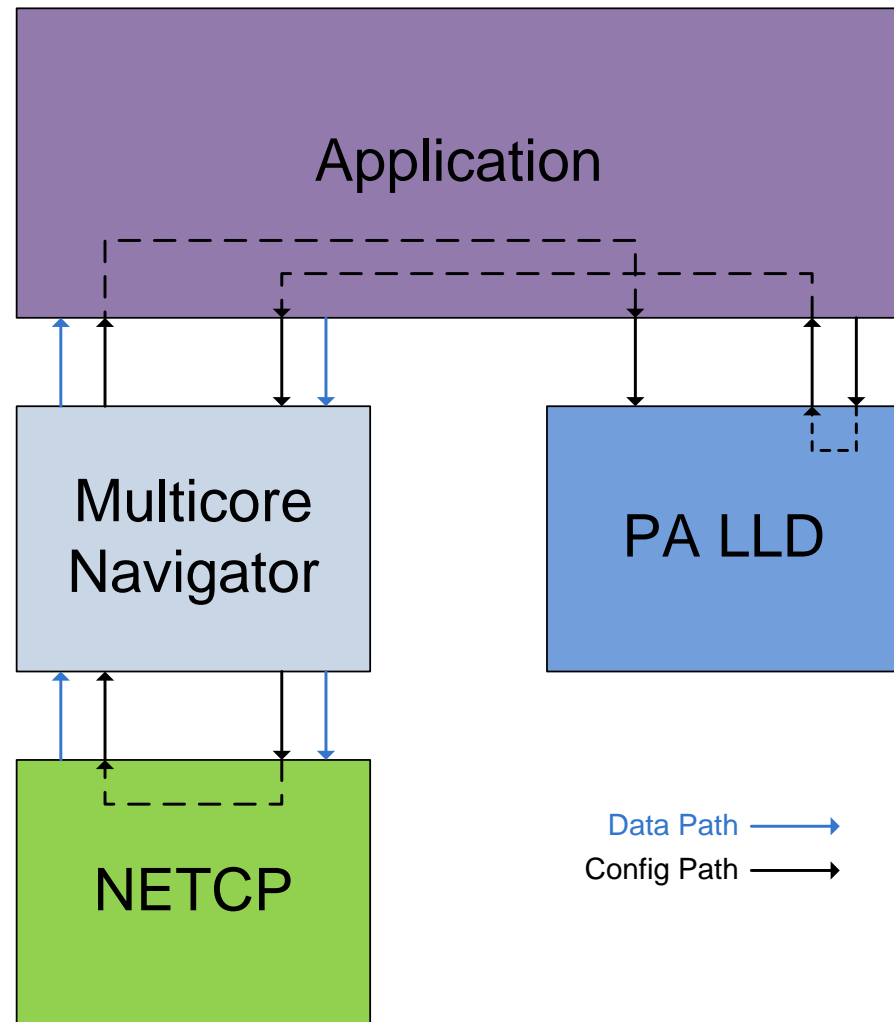 Application
Multicore
Navigator
PA LLD
NETCP
Data Path
Config Path